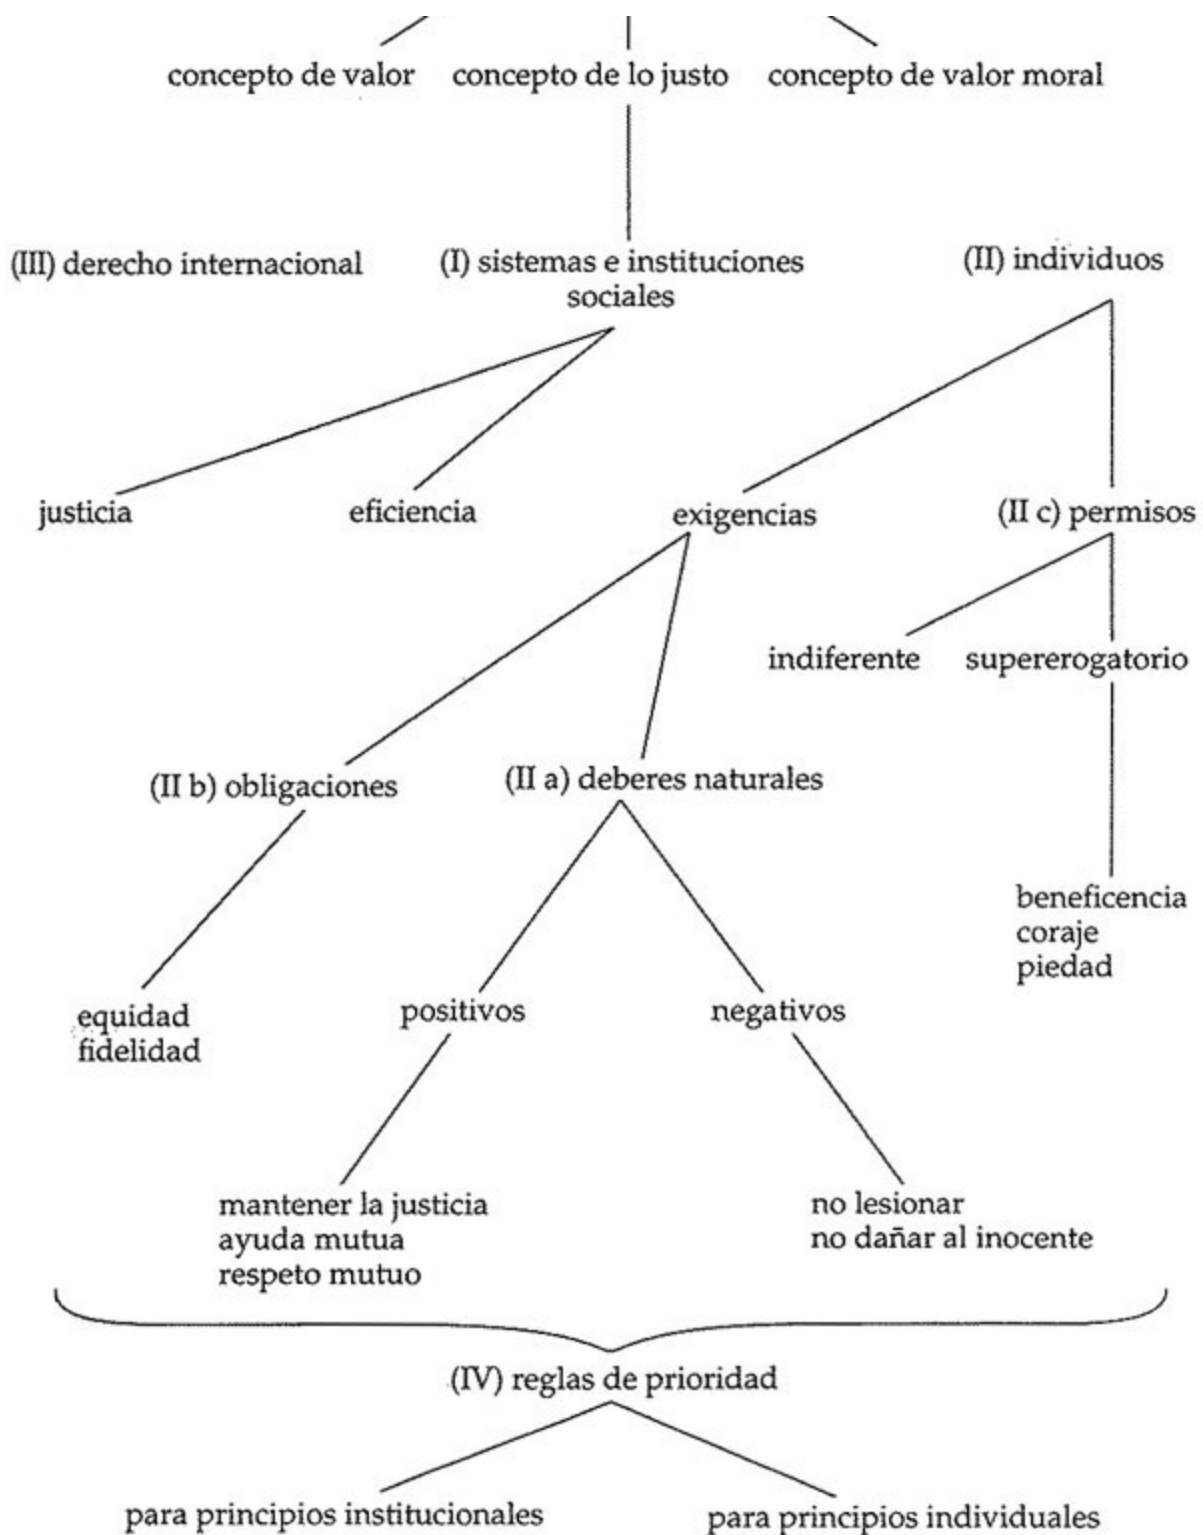 concepto de valor
concepto de lo justo
concepto de valor moral
(III) derecho internacional
(I) sistemas e instituciones
sociales
(II) individuos
justicia
eficiencia
exigencias
(II c) permisos
indiferente
supererogatorio
(II b) obligaciones
(II a) deberes naturales
beneficencia
coraje
piedad
equidad
fidelidad
positivos
negativos
mantener la justicia
ayuda mutua
respeto mutuo
no lesionar
no dañar al inocente
(IV) reglas de prioridad
para principios institucionales
para principios individuales